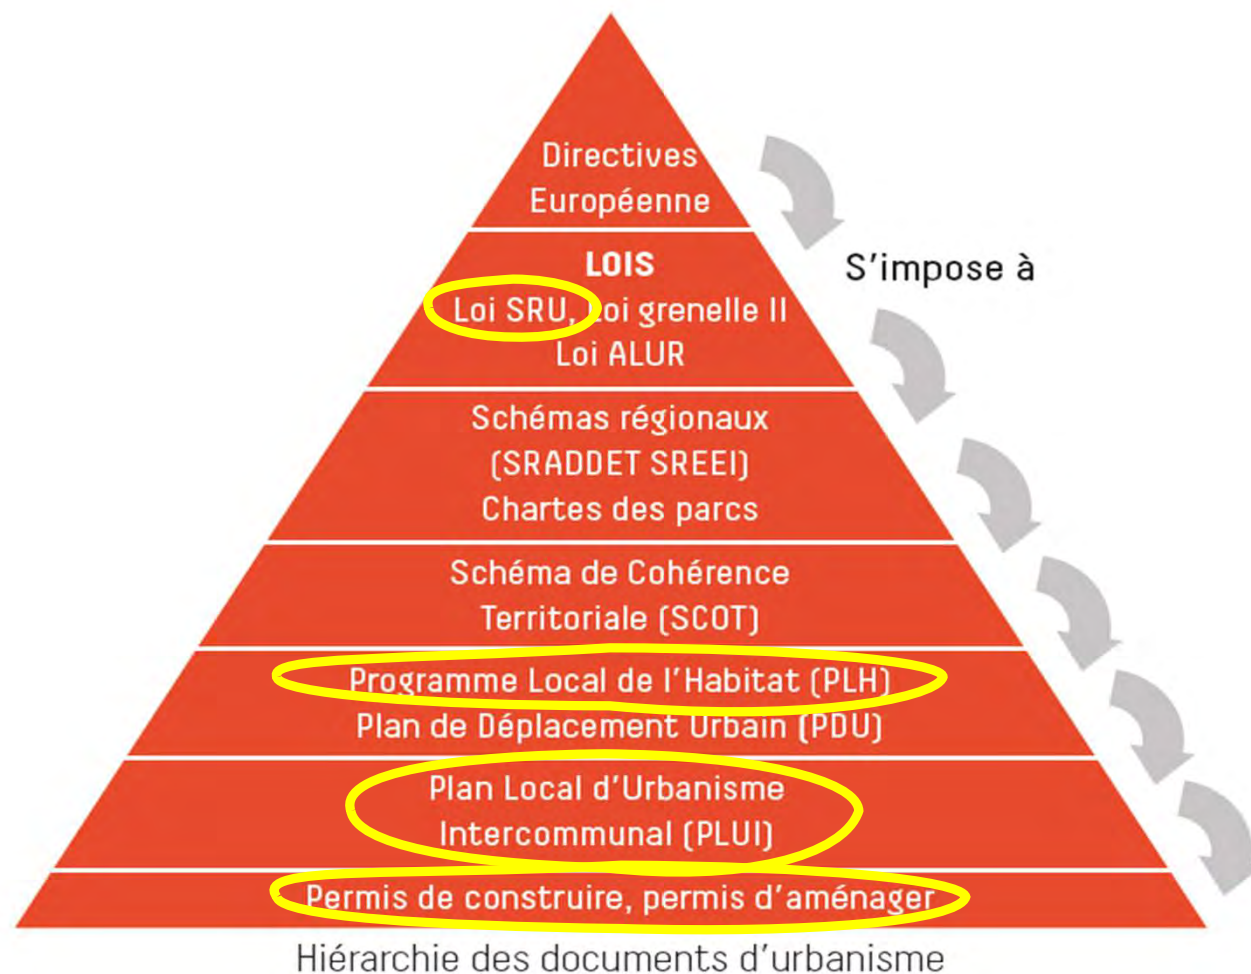 Directives
Européenne
LOIS
S'impose à
Loi SRU, Loi grenelle II
Loi ALUR
Schémas régionaux
(SRADDET SREEI)
Chartes des parcs
Schéma de Cohérence
Territoriale (SCOT)
Programme Local de l'Habitat (PLH)
Plan de Déplacement Urbain (PDU)
Plan Local d'Urbanisme
Intercommunal (PLUI)
Permis de construire, permis d'aménager
Hiérarchie des documents d'urbanisme